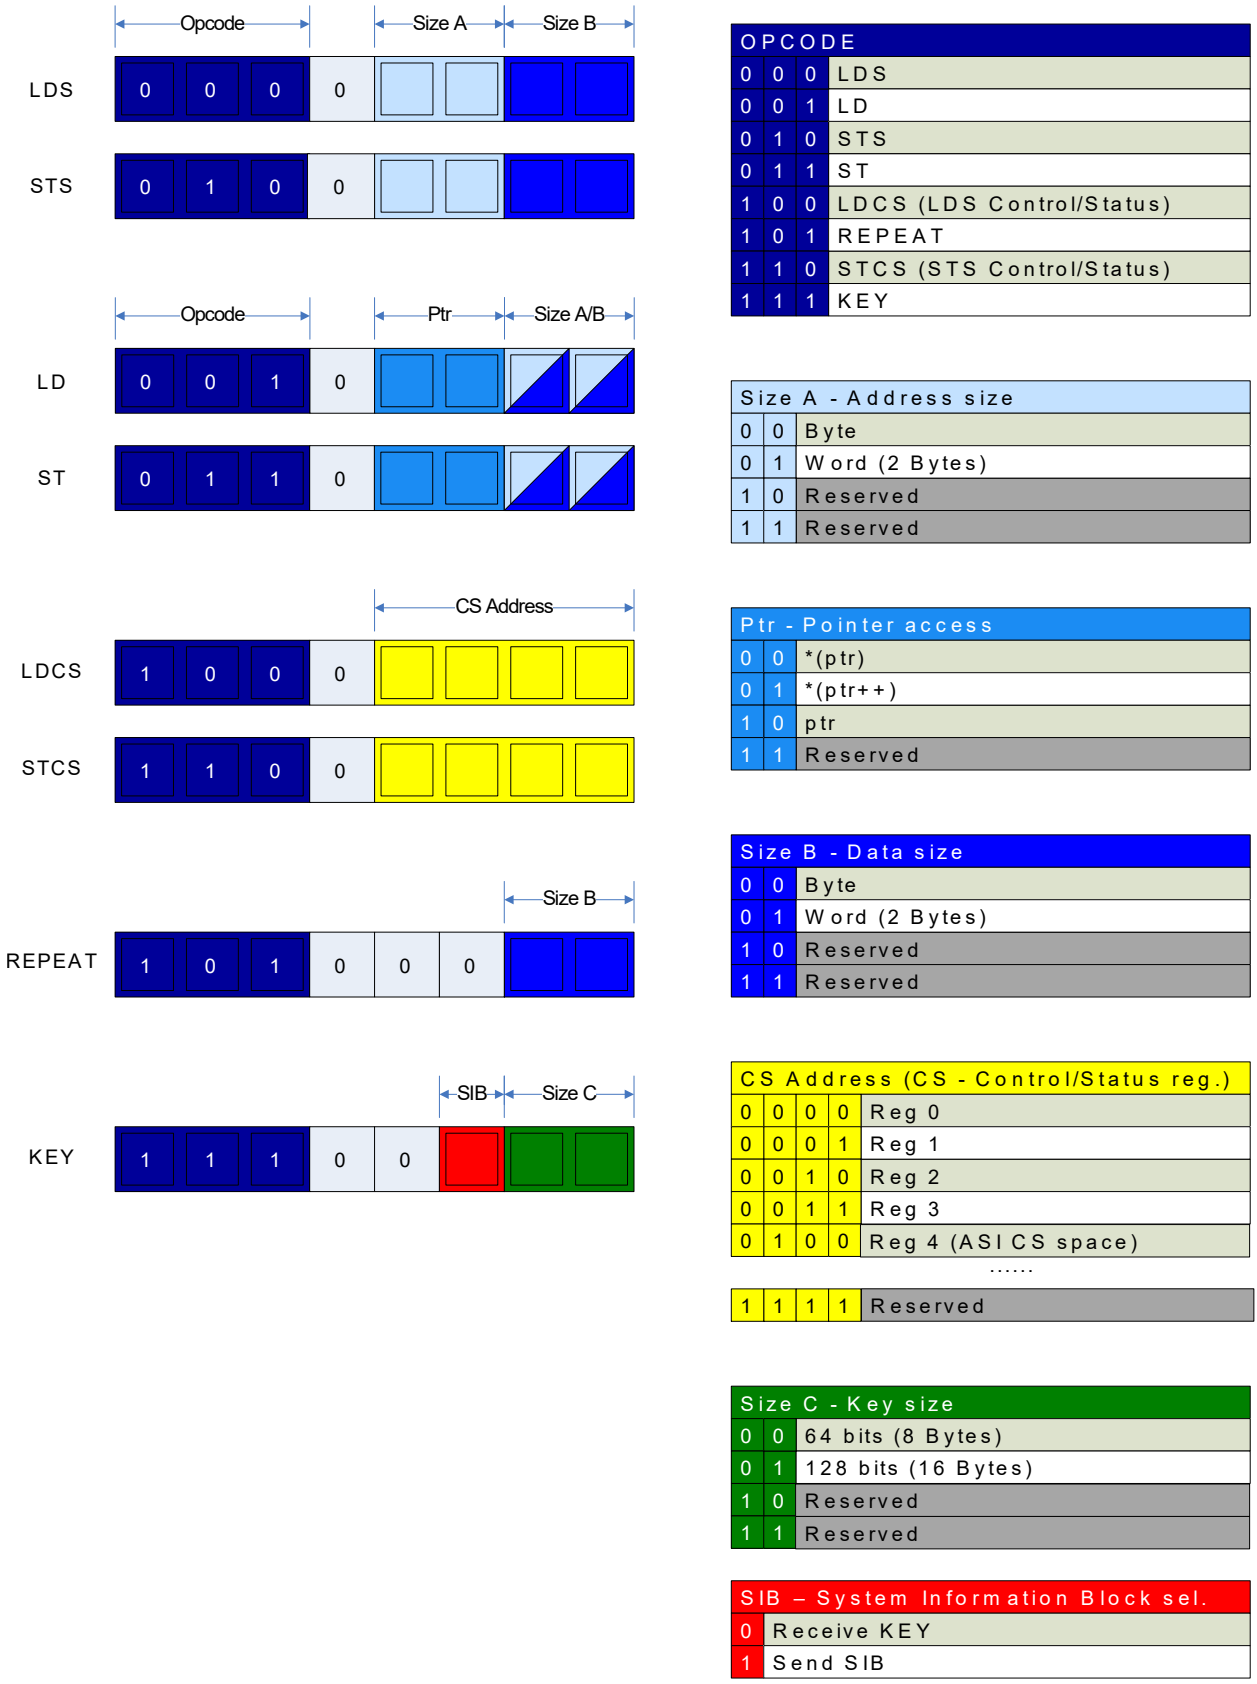 Opcode Size A Size B
LDS 0 0 0 0
STS 0 1 0 0
Opcode Ptr Size A/B
LD 0 0 1 0
ST 0 1 1 0
CS Address
LDCS 1 0 0 0
STCS 1 1 0 0
Size B
REPEAT 1 0 1 0 0 0
SIB Size C
KEY 1 1 1 0 0
OPCODE
0 0 0 LDS
0 0 1 LD
0 1 0 STS
0 1 1 ST
1 0 0 LDCS (LDS Control/Status)
1 0 1 REPEAT
1 1 0 STCS (STS Control/Status)
1 1 1 KEY
Size A - Address size
0 0 Byte
0 1 Word (2 Bytes)
1 0 Reserved
1 1 Reserved
Ptr - Pointer access
0 0 *(ptr)
0 1 *(ptr++)
1 0 ptr
1 1 Reserved
Size B - Data size
0 0 Byte
0 1 Word (2 Bytes)
1 0 Reserved
1 1 Reserved
CS Address (CS - Control/Status reg.)
0 0 0 0 Reg 0
0 0 0 1 Reg 1
0 0 1 0 Reg 2
0 0 1 1 Reg 3
0 1 0 0 Reg 4 (ASI CS space)
......
1 1 1 1 Reserved
Size C - Key size
0 0 64 bits (8 Bytes)
0 1 128 bits (16 Bytes)
1 0 Reserved
1 1 Reserved
SIB – System Information Block sel.
0 Receive KEY
1 Send SIB